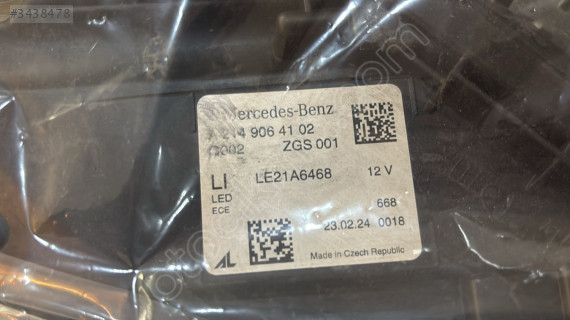 #3438478
Mercedes-Benz
A 214 906 41 02
ZGS 001
LI LE21A6468 12 V
LED
ECE
668
23.02.24 0018
AL Made in Czech Republic